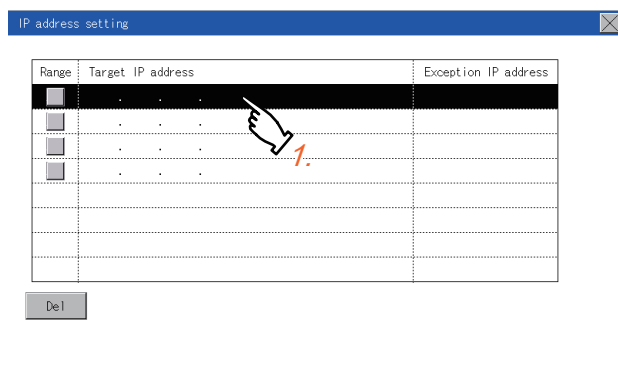 IP address setting
Range Target IP address Exception IP address
. . .
. . .
1.
. . .
. . .
Del